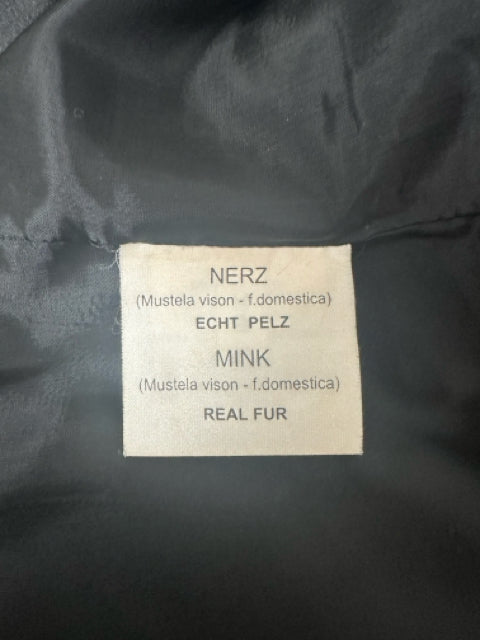 NERZ
(Mustela vison - f.domestica)
ECHT PELZ
MINK
(Mustela vison - f.domestica)
REAL FUR